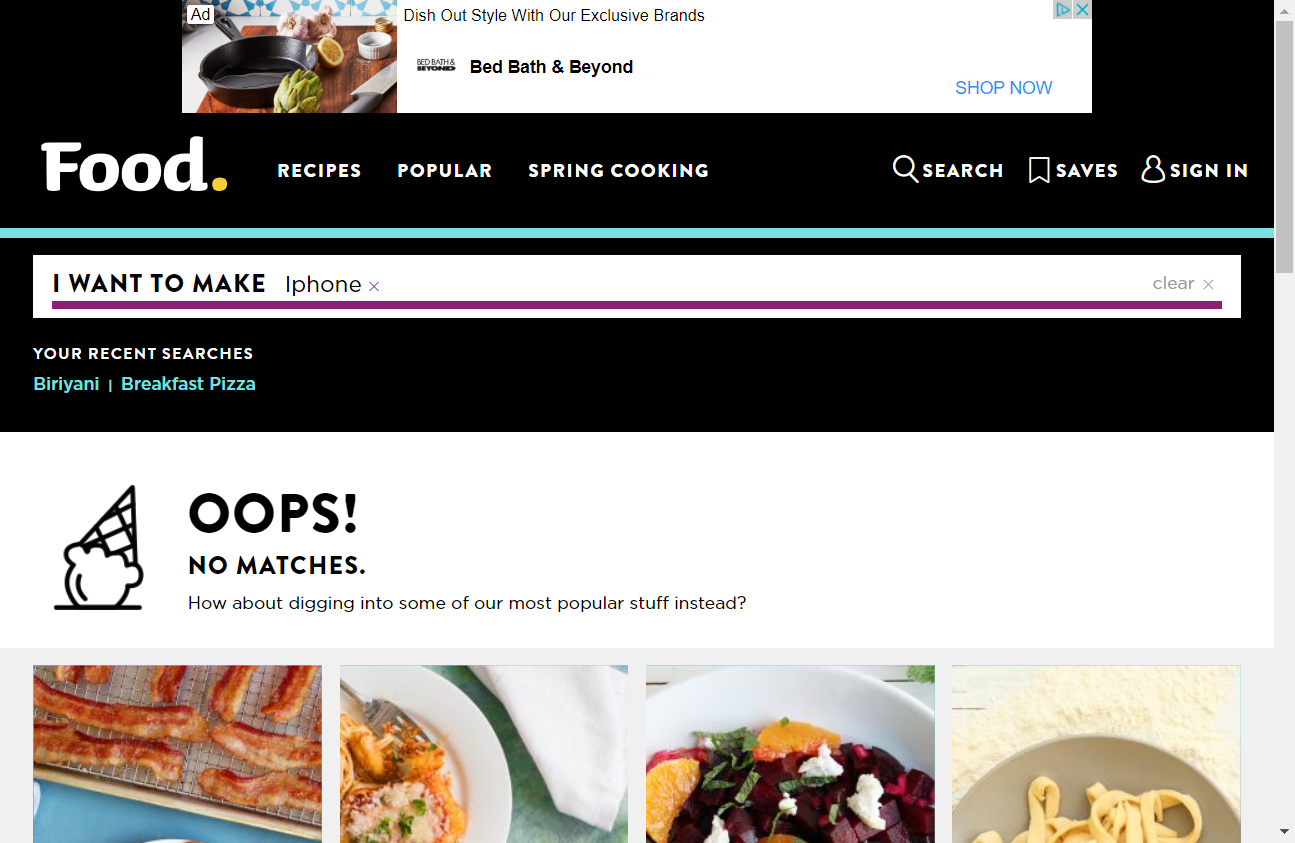 Ad
Dish Out Style With Our Exclusive Brands
BED BATH &
BEYOND
Bed Bath & Beyond
SHOP NOW
Food.
RECIPES
POPULAR
SPRING COOKING
SEARCH
SAVES
SIGN IN
I WANT TO MAKE
Iphone ×
clear ×
YOUR RECENT SEARCHES
Biriyani | Breakfast Pizza
OOPS!
NO MATCHES.
How about digging into some of our most popular stuff instead?